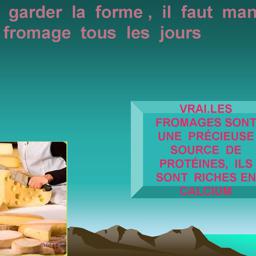 garder la forme , il faut man
fromage tous les jours
VRAI.LES
FROMAGES SONT
UNE PRÉCIEUSE
SOURCE DE
PROTÉINES, ILS
SONT RICHES EN
CALCIUM